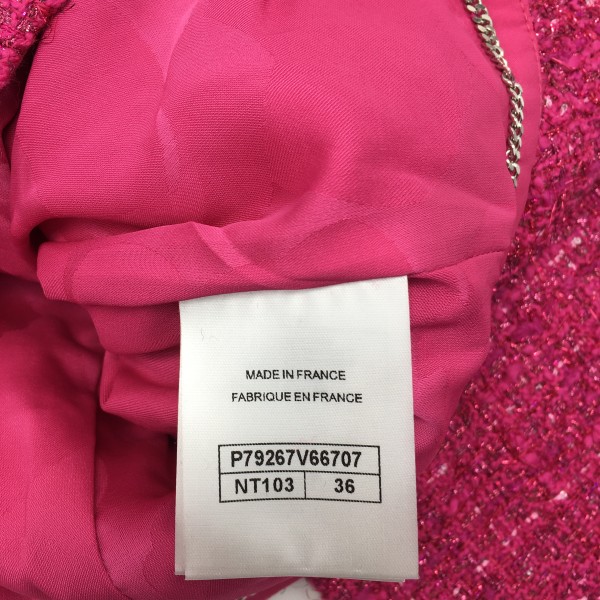 MADE IN FRANCE
FABRIQUE EN FRANCE
P79267V66707
NT103 36